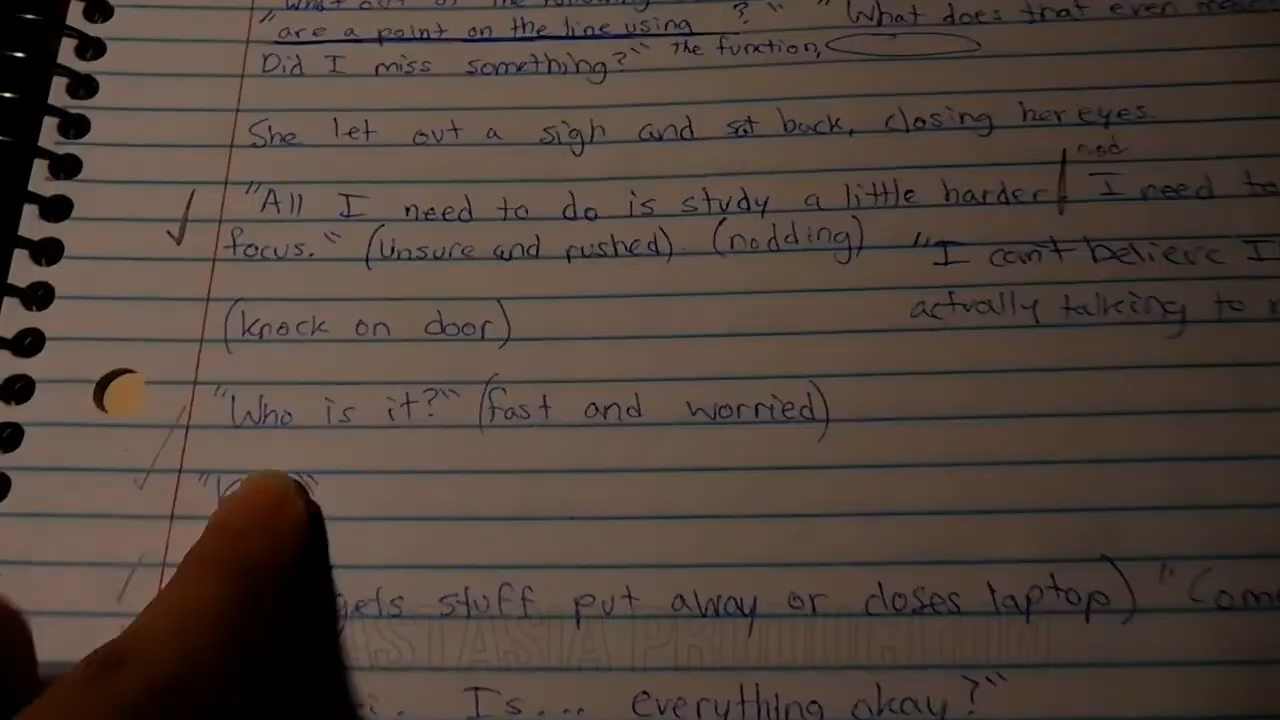 are a point on the line using ?" "What does that even
Did I miss something?" the function,
She let out a sigh and sat back, closing her eyes
nod
"All I need to do is study a little harder I need to
focus." (Unsure and rushed). (nodding) "I can't believe I
actually talking to
(knock on door)
"Who is it?" (fast and worried)
gets stuff put away or closes laptop) "Com
STASIA PRODUCTION
Is... everything okay?"